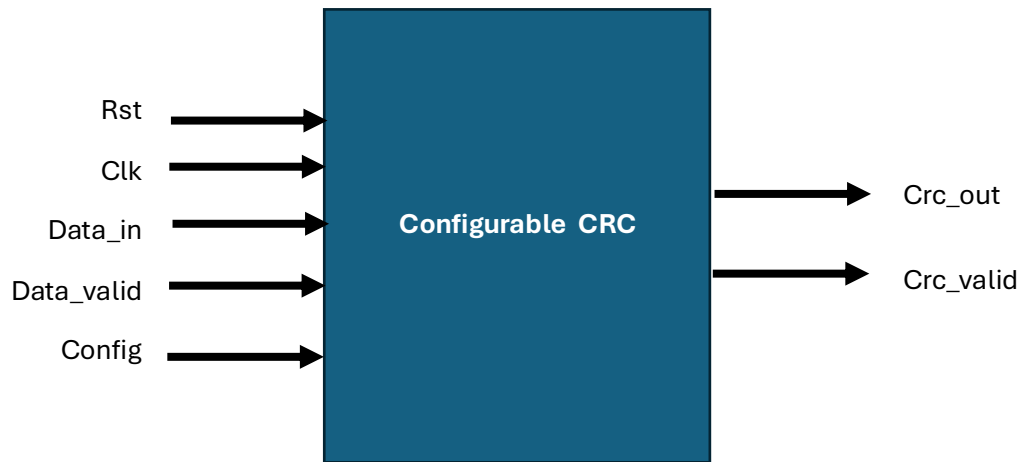 Rst
Clk
Data_in
Data_valid
Config
Configurable CRC
Crc_out
Crc_valid